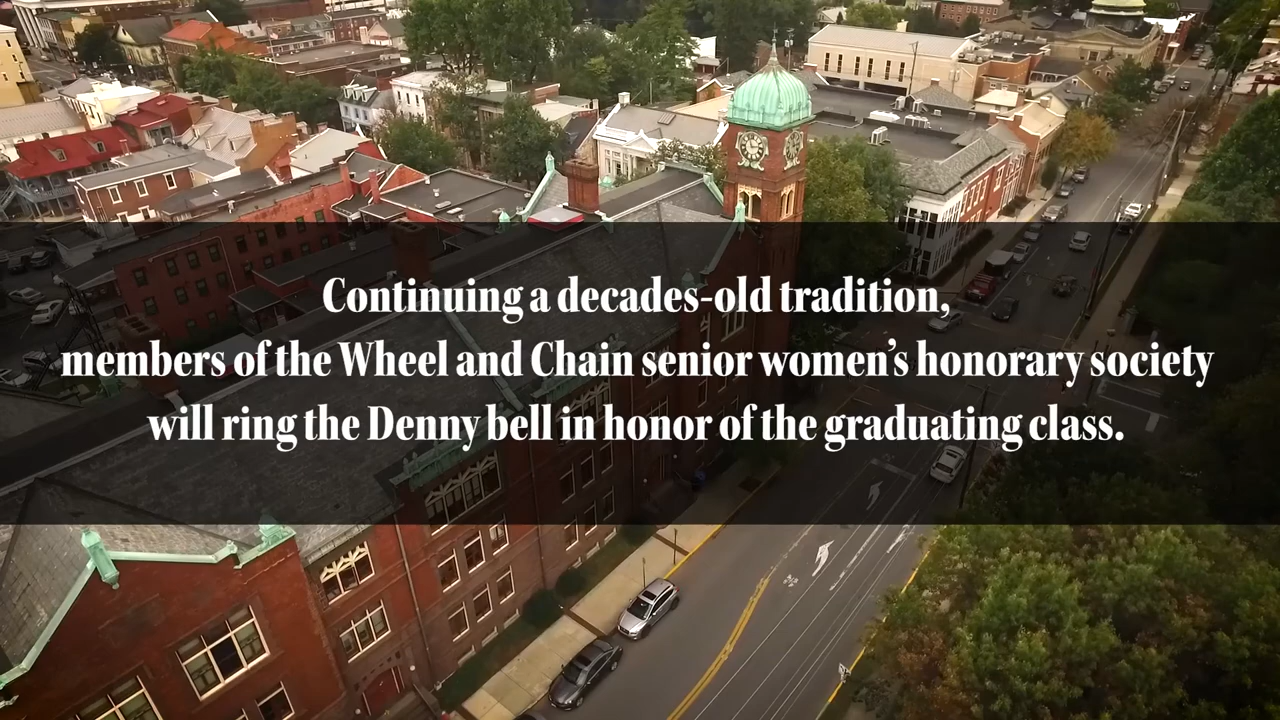 Continuing a decades-old tradition,
members of the Wheel and Chain senior women’s honorary society
will ring the Denny bell in honor of the graduating class.